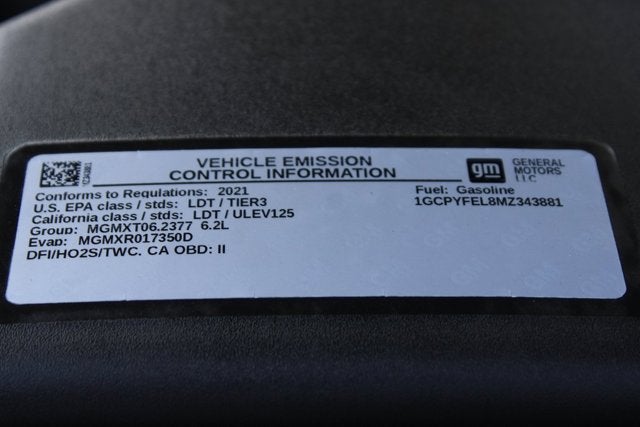 VEHICLE EMISSION
CONTROL INFORMATION
gm GENERAL MOTORS LLC
Conforms to Regulations: 2021
U.S. EPA class / stds: LDT / TIER3
California class / stds: LDT / ULEV125
Group: MGMXT06.2377 6.2L
Evap: MGMXR017350D
DFI/HO2S/TWC. CA OBD: II
Fuel: Gasoline
1GCPYFEL8MZ343881